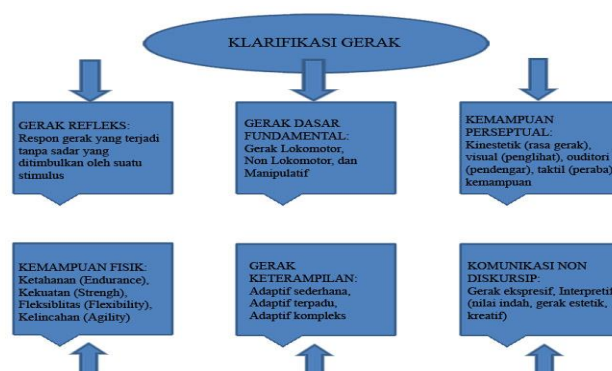 KLARIFIKASI GERAK
GERAK REFLEKS:
Respon gerak yang terjadi
tanpa sadar yang
ditimbulkan oleh suatu
stimulus
GERAK DASAR
FUNDAMENTAL:
Gerak Lokomotor,
Non Lokomotor, dan
Manipulatif
KEMAMPUAN
PERSEPTUAL:
Kinestetik (rasa gerak),
visual (penglihat), ouditori
(pendengar), taktil (peraba)
kemampuan
KEMAMPUAN FISIK:
Ketahanan (Endurance),
Kekuatan (Strengh),
Fleksiblitas (Flexibility),
Kelincahan (Agility)
GERAK
KETERAMPILAN:
Adaptif sederhana,
Adaptif terpadu,
Adaptif kompleks
KOMUNIKASI NON
DISKURSIP:
Gerak ekspresif, Interpretif
(nilai indah, gerak estetik,
kreatif)